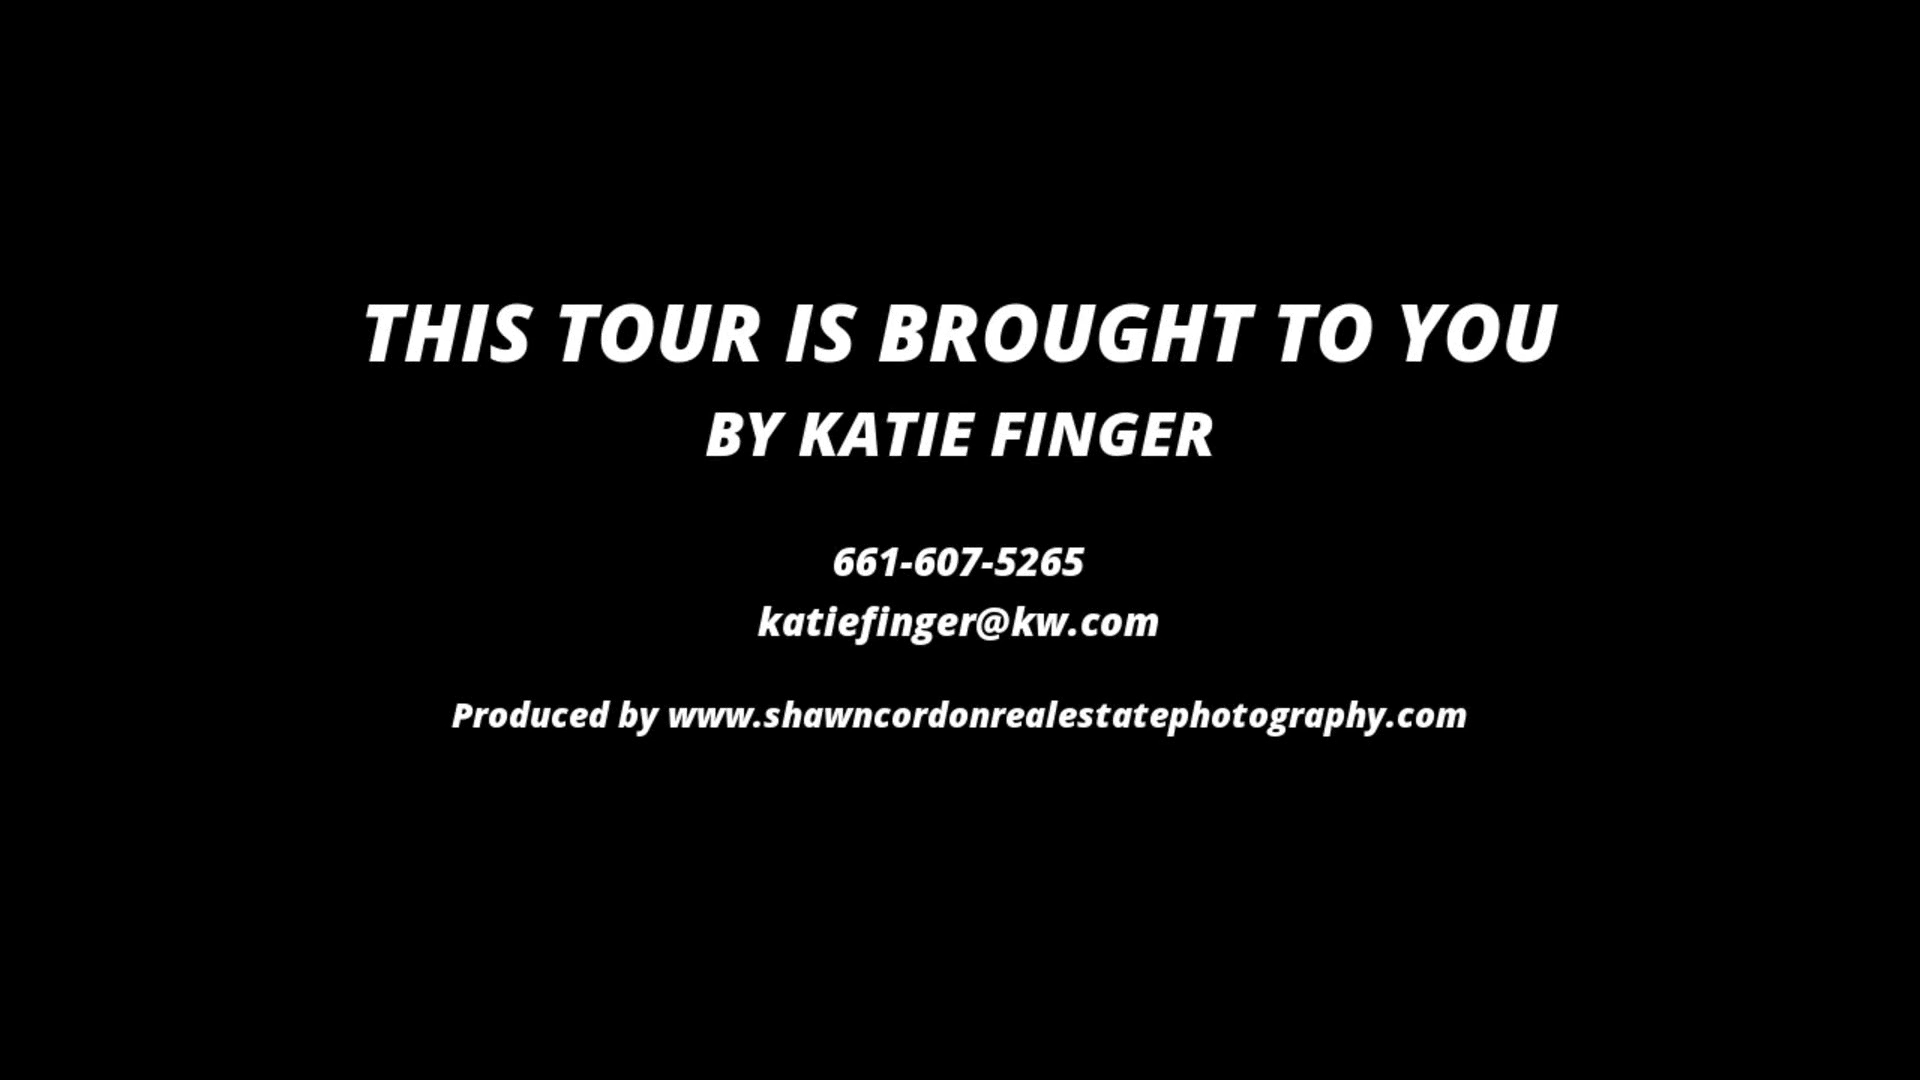 THIS TOUR IS BROUGHT TO YOU
BY KATIE FINGER
661-607-5265
katiefinger@kw.com
Produced by www.shawncordonrealestatephotography.com